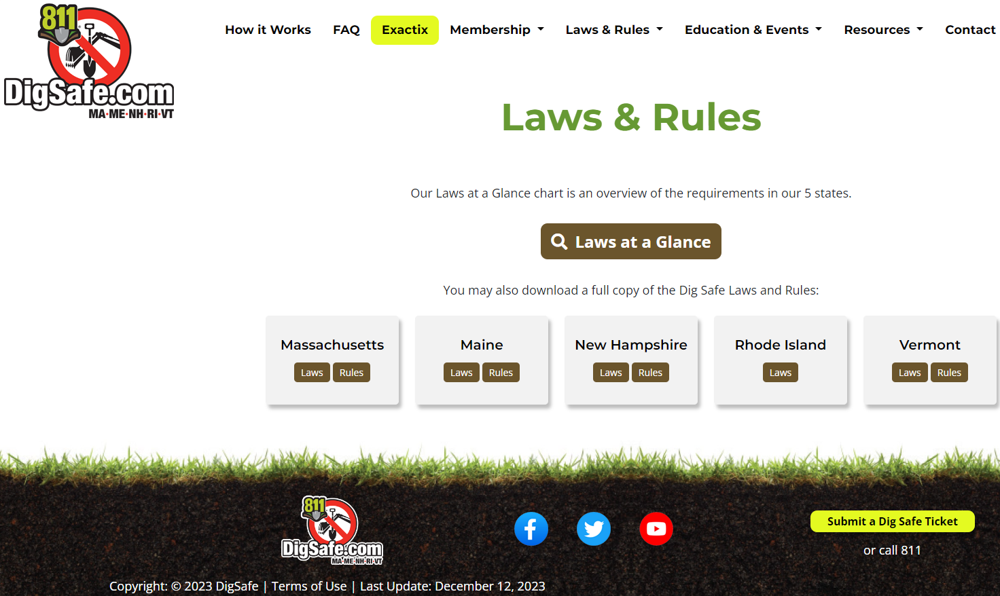 811
DigSafe.com
MA·ME·NH·RI·VT
How it Works FAQ Exactix Membership Laws & Rules Education & Events Resources Contact
Laws & Rules
Our Laws at a Glance chart is an overview of the requirements in our 5 states.
Laws at a Glance
You may also download a full copy of the Dig Safe Laws and Rules:
Massachusetts
Laws Rules
Maine
Laws Rules
New Hampshire
Laws Rules
Rhode Island
Laws
Vermont
Laws Rules
811
DigSafe.com
MA·ME·NH·RI·VT
Submit a Dig Safe Ticket
or call 811
Copyright: © 2023 DigSafe | Terms of Use | Last Update: December 12, 2023